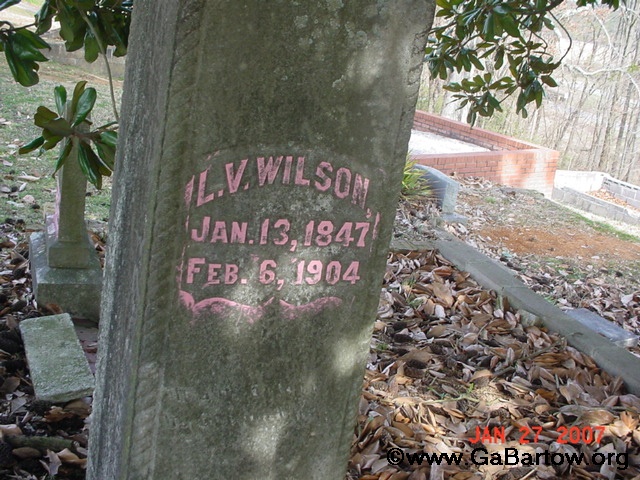 L.V. WILSON,
JAN. 13, 1847
FEB. 6, 1904
JAN 27 2007
©www.GaBartow.org